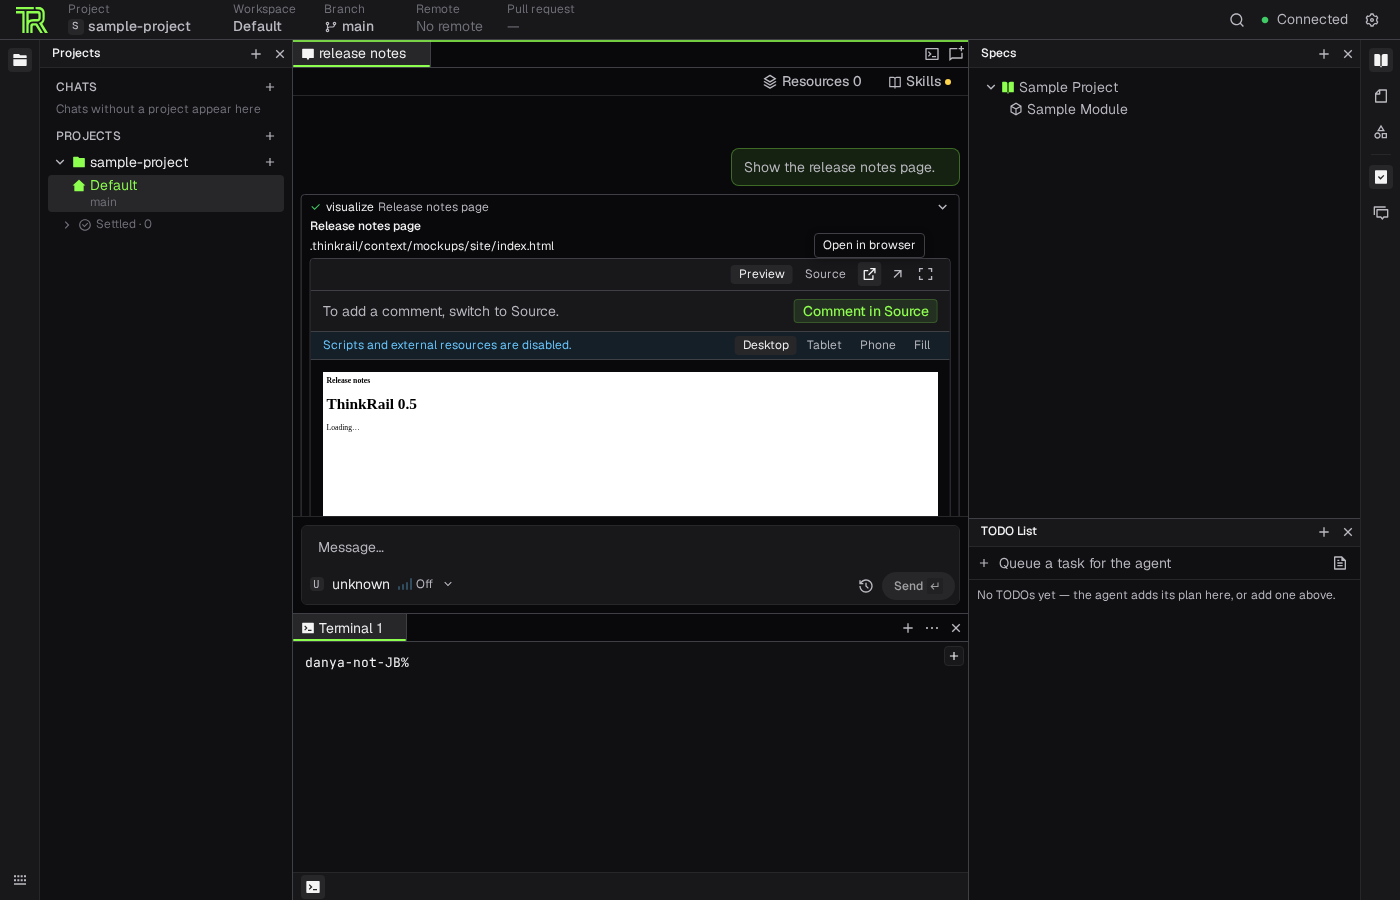 Project
S sample-project
Workspace
Default
Branch
main
Remote
No remote
Pull request
—
Connected
Projects
CHATS
Chats without a project appear here
PROJECTS
sample-project
Default
main
Settled · 0
release notes
Resources 0
Skills
Show the release notes page.
visualize Release notes page
Release notes page
.thinkrail/context/mockups/site/index.html
Open in browser
Preview
Source
To add a comment, switch to Source.
Comment in Source
Scripts and external resources are disabled.
Desktop
Tablet
Phone
Fill
Release notes
ThinkRail 0.5
Loading…
Message…
U unknown
Off
Send
Terminal 1
danya-not-JB%
Specs
Sample Project
Sample Module
TODO List
Queue a task for the agent
No TODOs yet — the agent adds its plan here, or add one above.